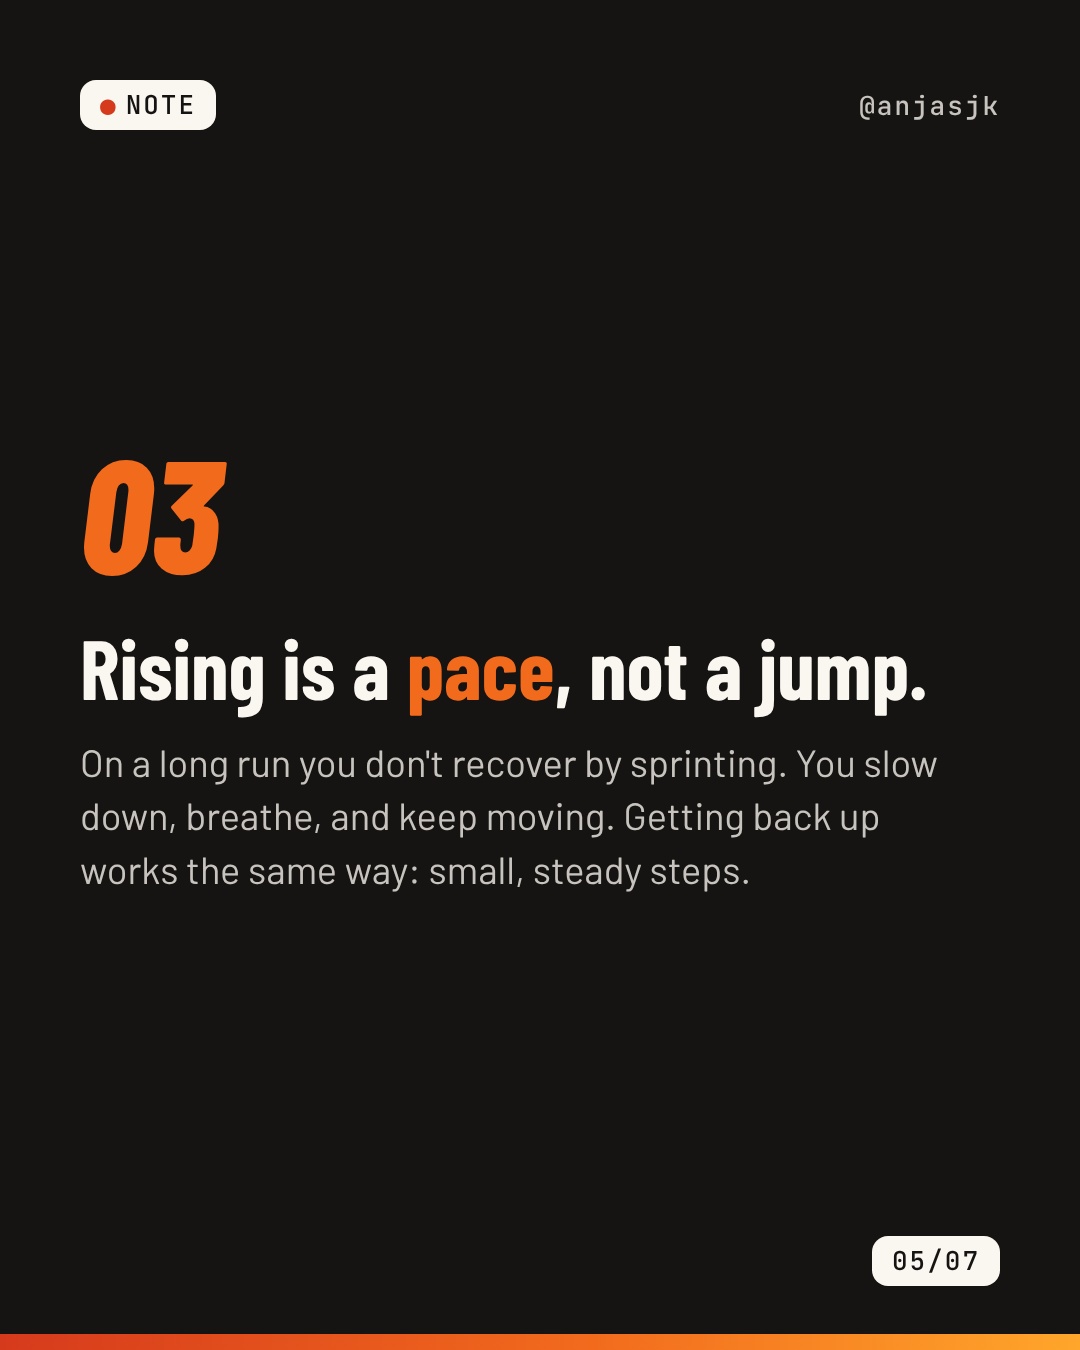 NOTE
@anjasjk
03
Rising is a pace, not a jump.
On a long run you don't recover by sprinting. You slow
down, breathe, and keep moving. Getting back up
works the same way: small, steady steps.
05/07